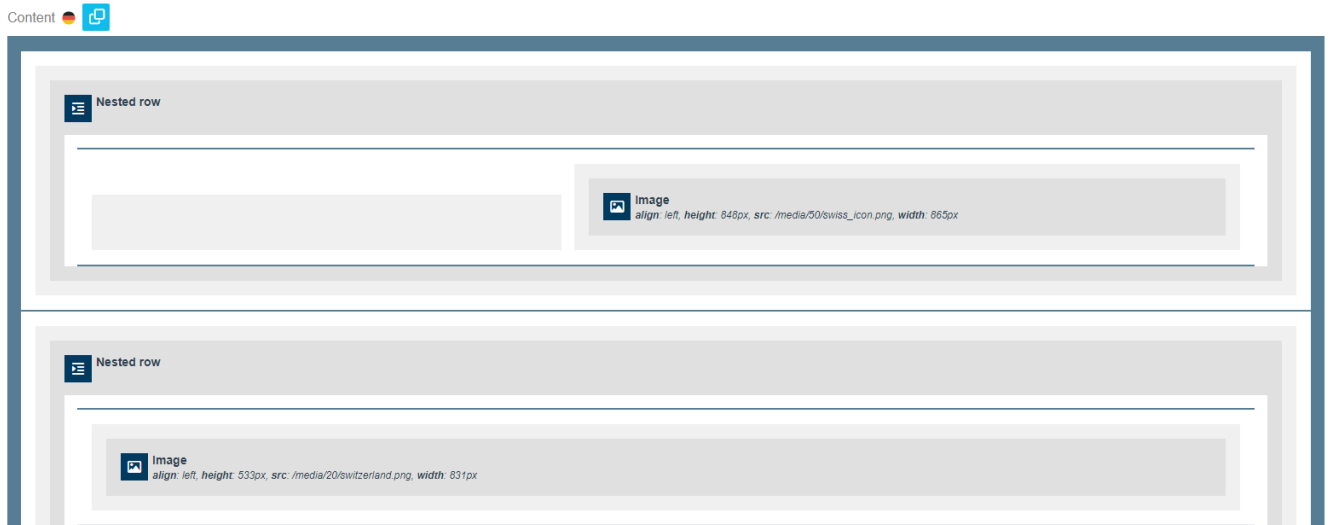 Content
Nested row
Image
align: left, height: 848px, src: /media/50/swiss_icon.png, width: 865px
Nested row
Image
align: left, height: 533px, src: /media/20/switzerland.png, width: 831px